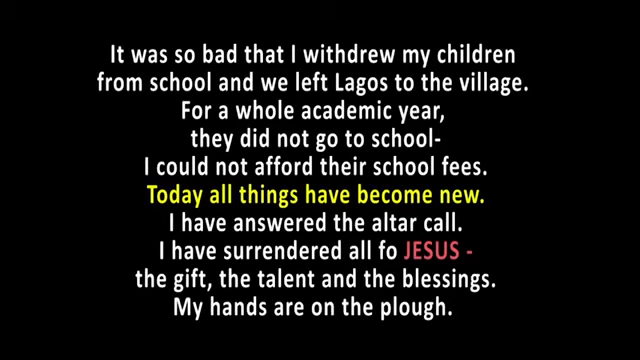 It was so bad that I withdrew my children
from school and we left Lagos to the village.
For a whole academic year,
they did not go to school-
I could not afford their school fees.
Today all things have become new.
I have answered the altar call.
I have surrendered all fo JESUS -
the gift, the talent and the blessings.
My hands are on the plough.